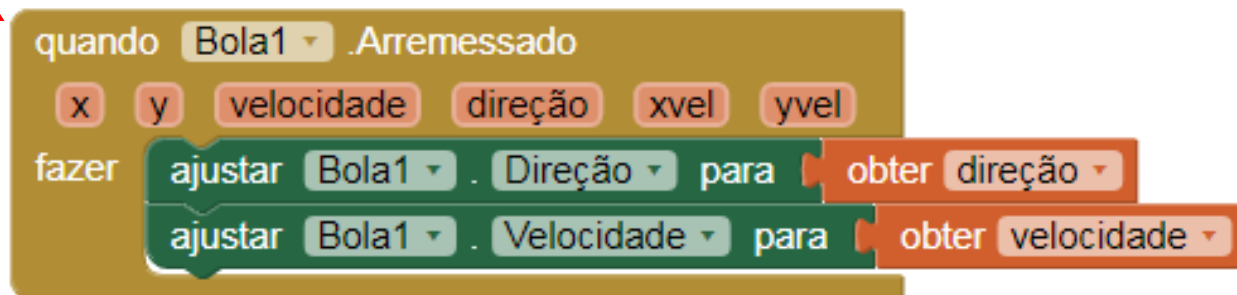 quando Bola1 .Arremessado
x y velocidade direção xvel yvel
fazer ajustar Bola1 . Direção para obter direção
ajustar Bola1 . Velocidade para obter velocidade